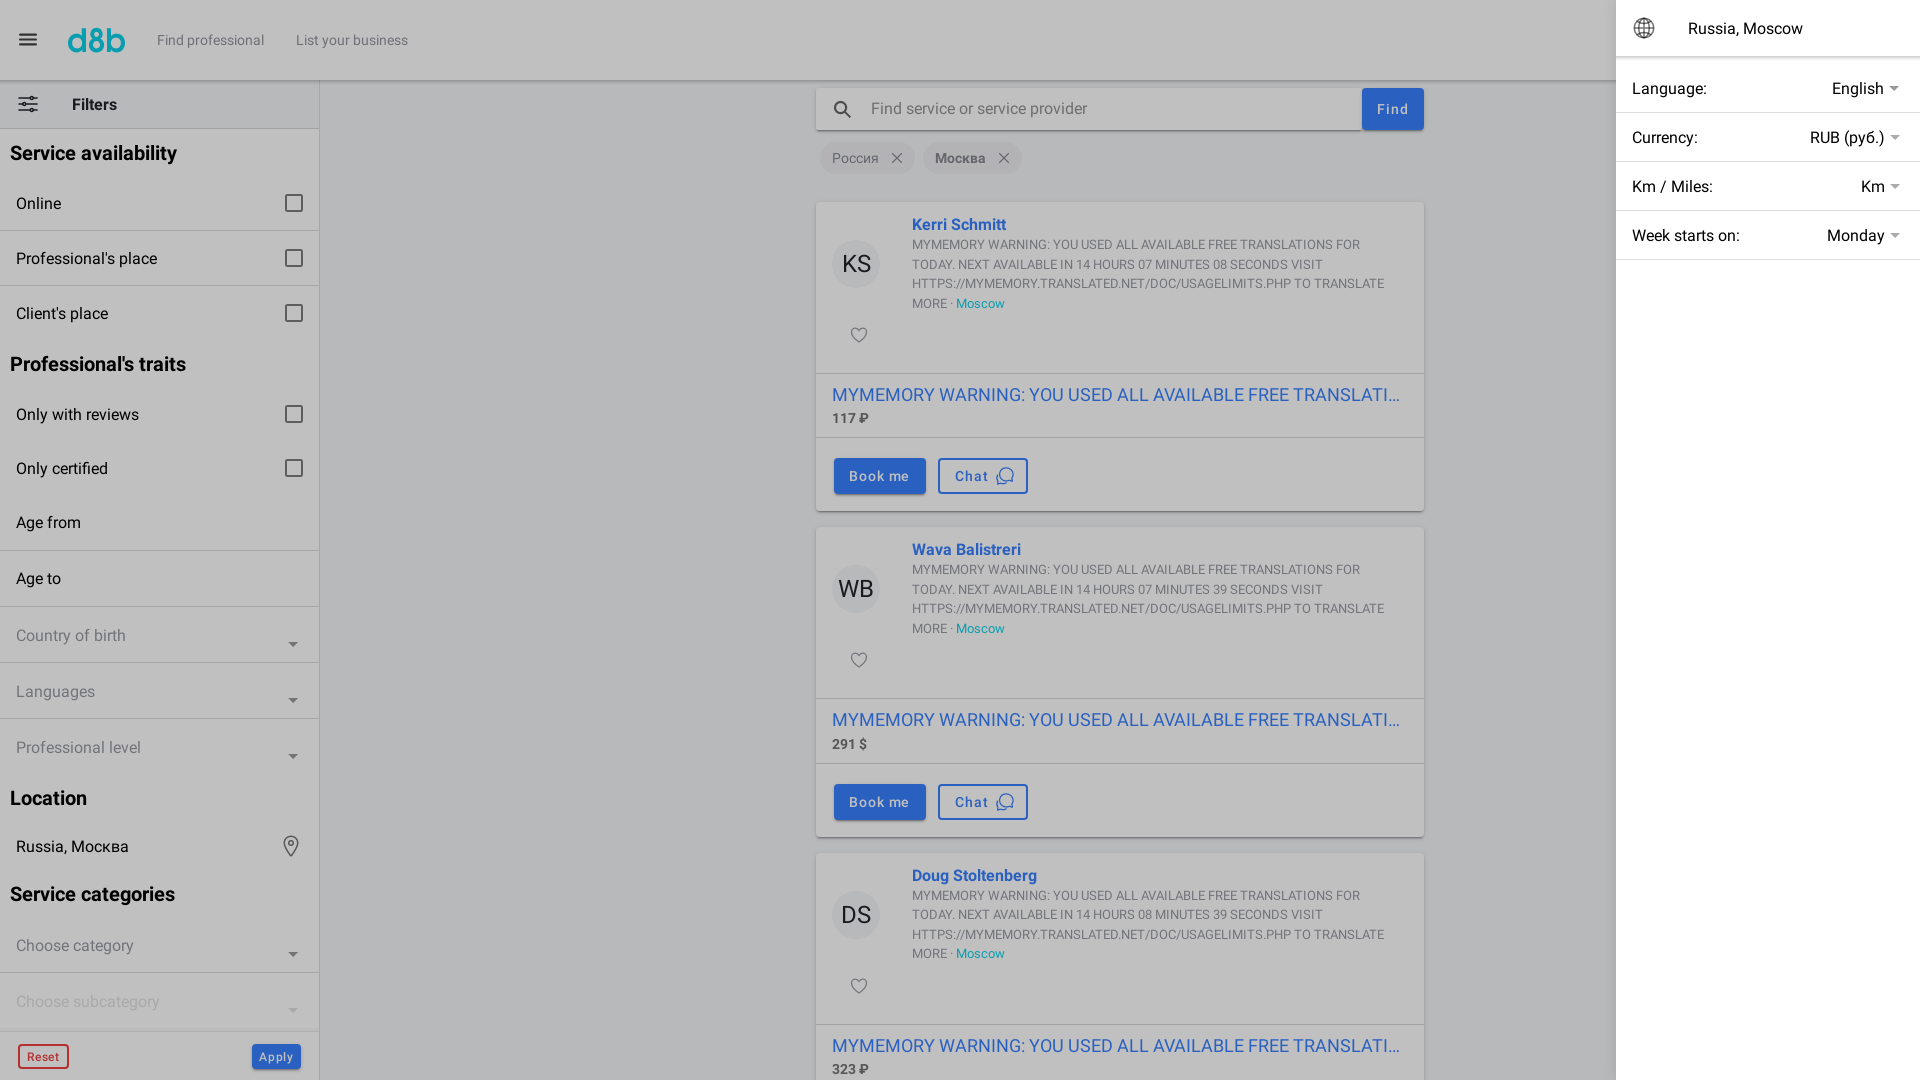 d8b
Find professional
List your business
Russia, Moscow
Language:
English
Currency:
RUB (руб.)
Km / Miles:
Km
Week starts on:
Monday
Filters
Service availability
Online
Professional's place
Client's place
Professional's traits
Only with reviews
Only certified
Age from
Age to
Country of birth
Languages
Professional level
Location
Russia, Москва
Service categories
Choose category
Choose subcategory
Reset
Apply
Find service or service provider
Find
Россия
Москва
KS
Kerri Schmitt
MYMEMORY WARNING: YOU USED ALL AVAILABLE FREE TRANSLATIONS FOR
TODAY. NEXT AVAILABLE IN 14 HOURS 07 MINUTES 08 SECONDS VISIT
HTTPS://MYMEMORY.TRANSLATED.NET/DOC/USAGELIMITS.PHP TO TRANSLATE
MORE · Moscow
MYMEMORY WARNING: YOU USED ALL AVAILABLE FREE TRANSLATI...
117 ₽
Book me
Chat
WB
Wava Balistreri
MYMEMORY WARNING: YOU USED ALL AVAILABLE FREE TRANSLATIONS FOR
TODAY. NEXT AVAILABLE IN 14 HOURS 07 MINUTES 39 SECONDS VISIT
HTTPS://MYMEMORY.TRANSLATED.NET/DOC/USAGELIMITS.PHP TO TRANSLATE
MORE · Moscow
MYMEMORY WARNING: YOU USED ALL AVAILABLE FREE TRANSLATI...
291 $
Book me
Chat
DS
Doug Stoltenberg
MYMEMORY WARNING: YOU USED ALL AVAILABLE FREE TRANSLATIONS FOR
TODAY. NEXT AVAILABLE IN 14 HOURS 08 MINUTES 39 SECONDS VISIT
HTTPS://MYMEMORY.TRANSLATED.NET/DOC/USAGELIMITS.PHP TO TRANSLATE
MORE · Moscow
MYMEMORY WARNING: YOU USED ALL AVAILABLE FREE TRANSLATI...
323 ₽